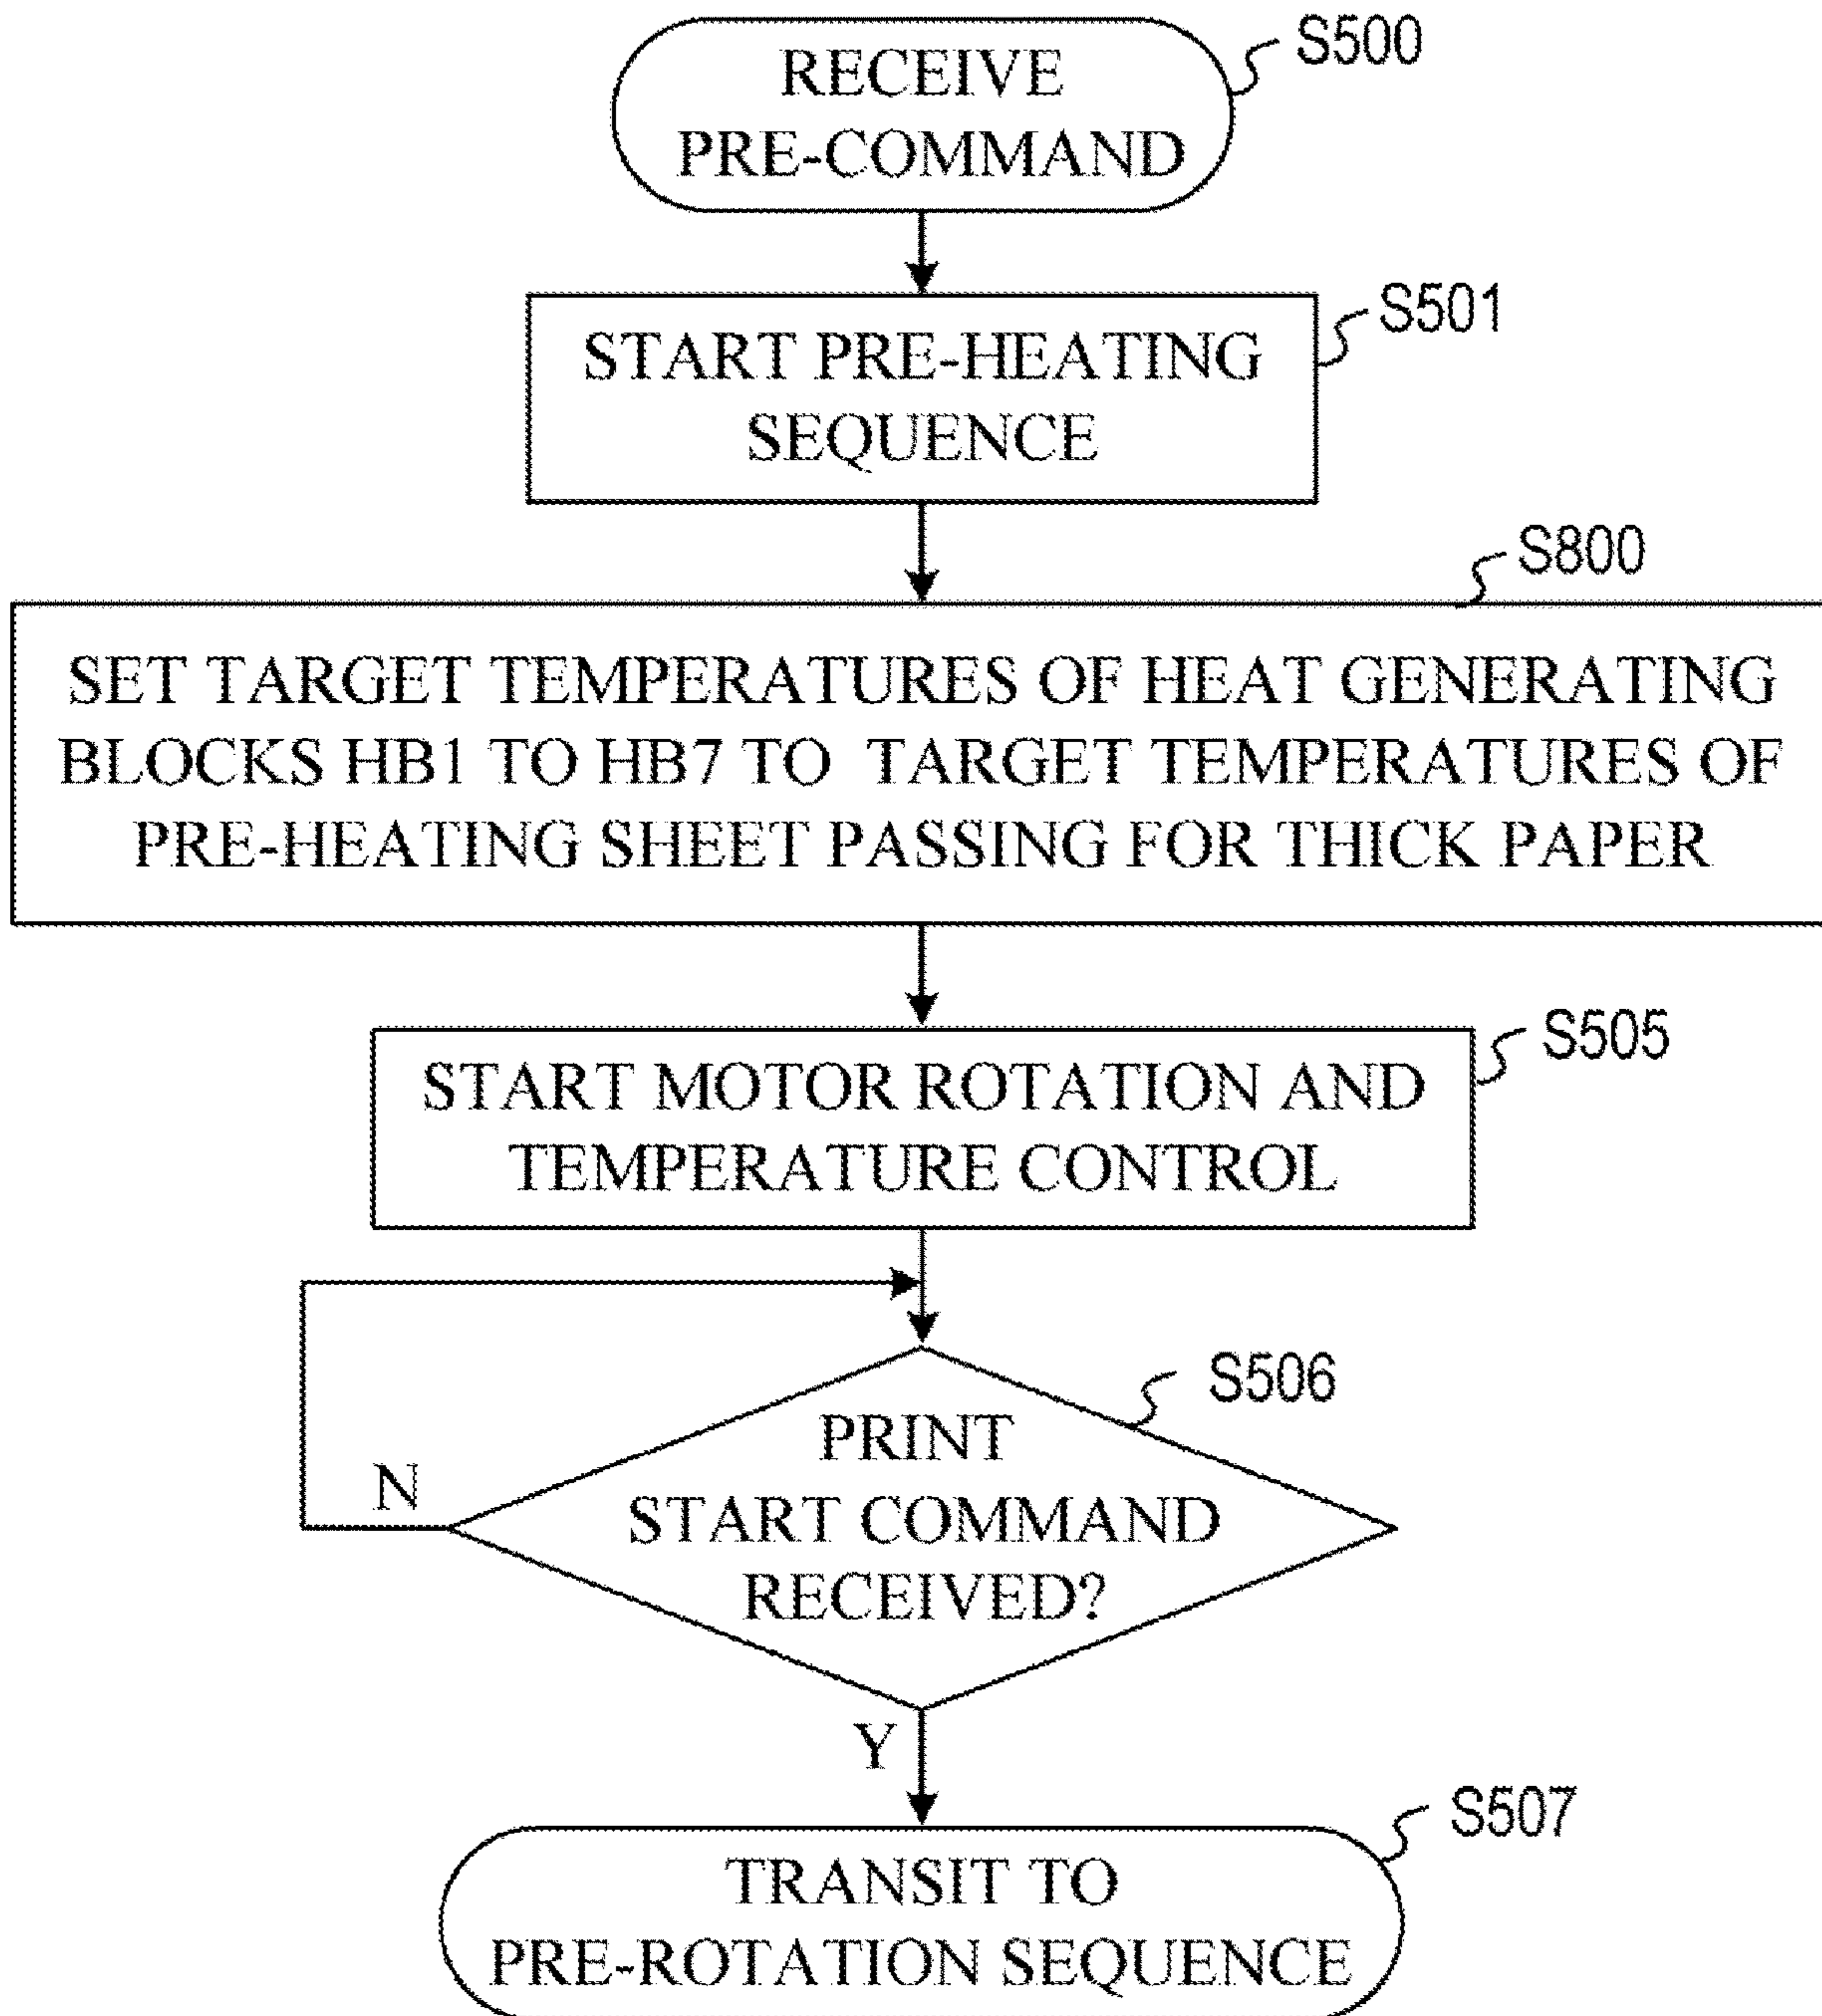 RECEIVE
PRE-COMMAND
S500
START PRE-HEATING
SEQUENCE
S501
S800
SET TARGET TEMPERATURES OF HEAT GENERATING
BLOCKS HB1 TO HB7 TO TARGET TEMPERATURES OF
PRE-HEATING SHEET PASSING FOR THICK PAPER
S505
START MOTOR ROTATION AND
TEMPERATURE CONTROL
S506
PRINT
START COMMAND
RECEIVED?
N
Y
S507
TRANSIT TO
PRE-ROTATION SEQUENCE